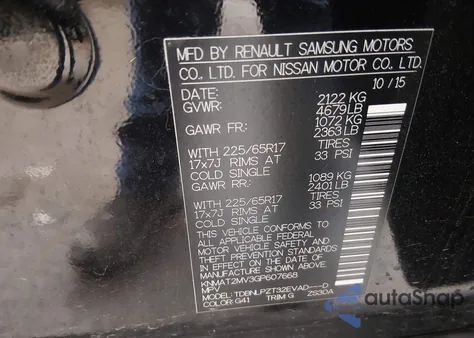 MFD BY RENAULT SAMSUNG MOTORS
CO., LTD. FOR NISSAN MOTOR CO., LTD.
DATE: 10/15
GVWR: 2122 KG
4679 LB
GAWR FR: 1072 KG
2363 LB
WITH 225/65R17 TIRES
17x7J RIMS AT 33 PSI
COLD SINGLE
GAWR RR: 1089 KG
2401 LB
WITH 225/65R17 TIRES
17x7J RIMS AT 33 PSI
COLD SINGLE
THIS VEHICLE CONFORMS
TO ALL APPLICABLE FEDERAL
MOTOR VEHICLE SAFETY AND
THEFT PREVENTION STANDARDS
IN EFFECT ON THE DATE OF
MANUFACTURE SHOWN ABOVE.
KNMAT2MV3GP607668
MPV
MODEL: TDBNLPZT32EVAD---D
COLOR: G41 TRIM: G ZS30A
autoShop